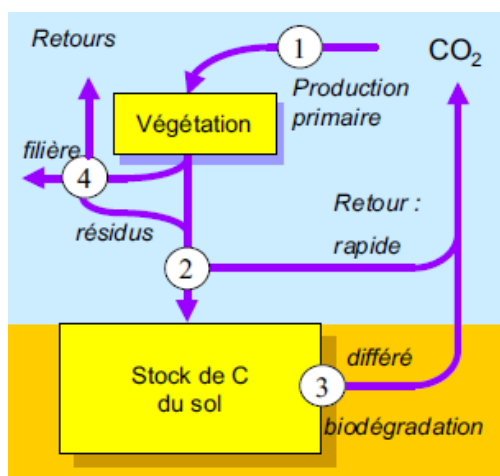 Retours
1
CO₂
Production
primaire
Végétation
filière
4
résidus
Retour :
rapide
2
Stock de C
du sol
différé
3
biodégradation